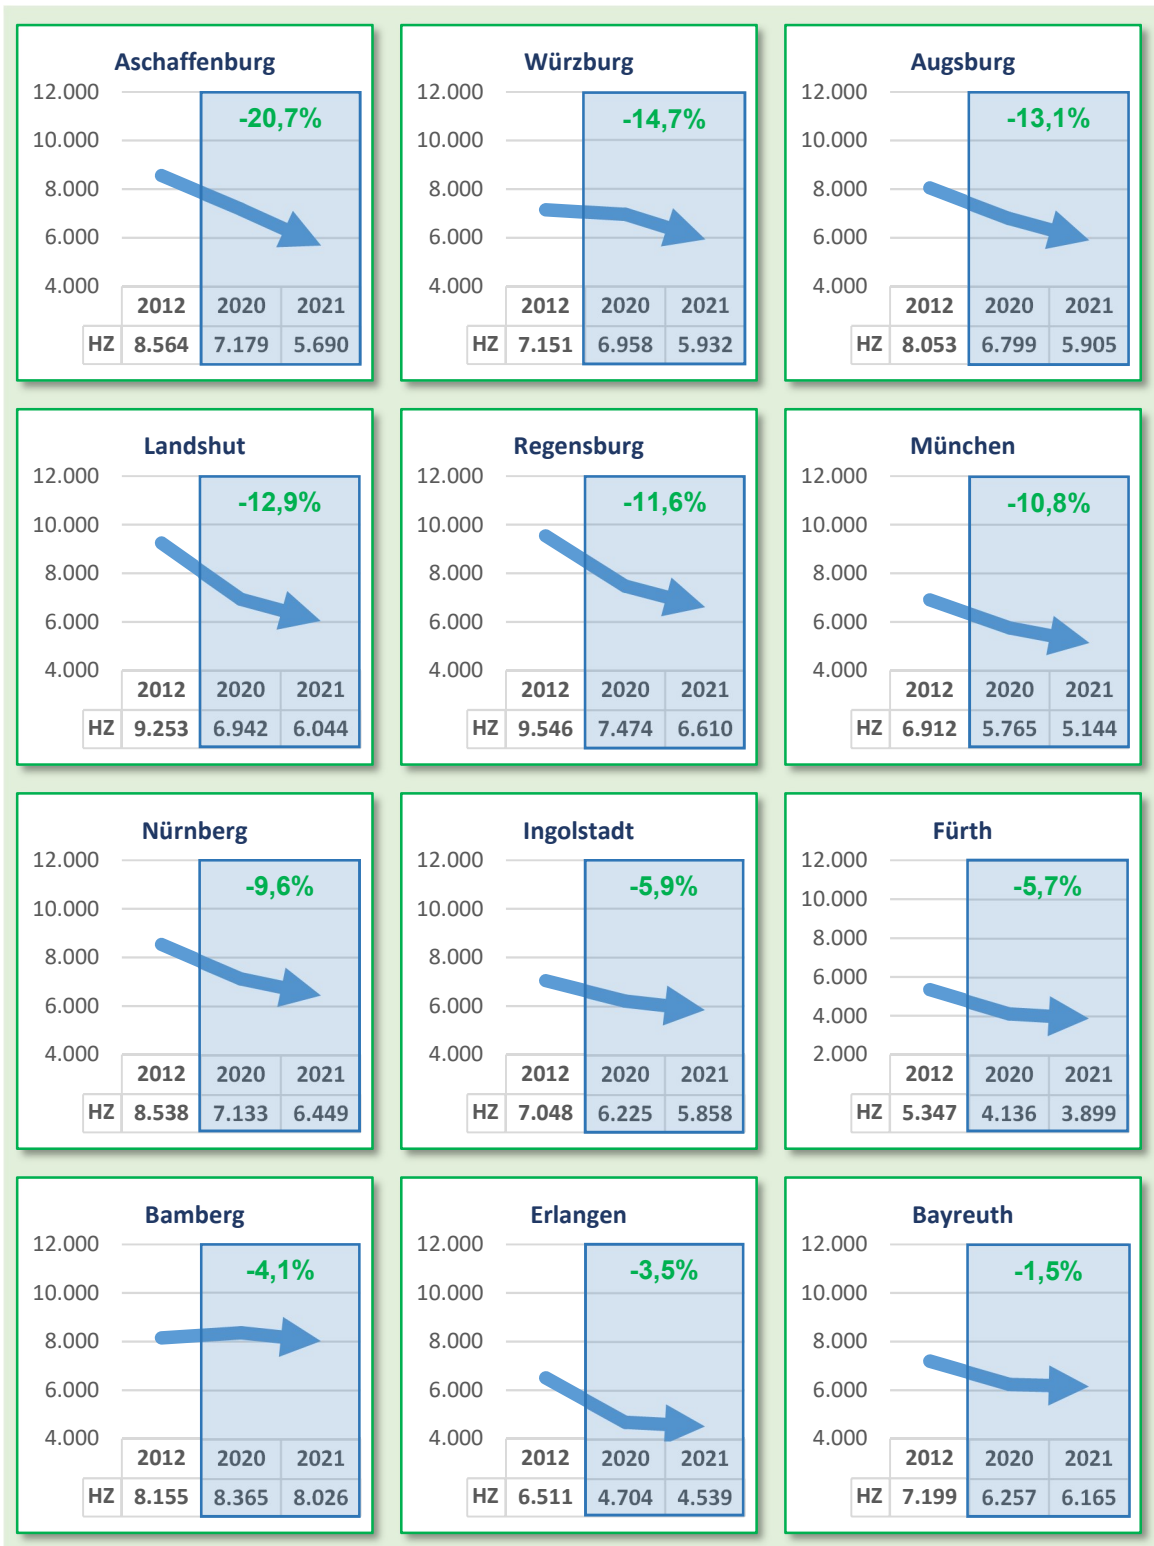 Aschaffenburg
12.000
-20,7%
10.000
8.000
6.000
4.000
2012 2020 2021
HZ 8.564 7.179 5.690
Würzburg
12.000
-14,7%
10.000
8.000
6.000
4.000
2012 2020 2021
HZ 7.151 6.958 5.932
Augsburg
12.000
-13,1%
10.000
8.000
6.000
4.000
2012 2020 2021
HZ 8.053 6.799 5.905
Landshut
12.000
-12,9%
10.000
8.000
6.000
4.000
2012 2020 2021
HZ 9.253 6.942 6.044
Regensburg
12.000
-11,6%
10.000
8.000
6.000
4.000
2012 2020 2021
HZ 9.546 7.474 6.610
München
12.000
-10,8%
10.000
8.000
6.000
4.000
2012 2020 2021
HZ 6.912 5.765 5.144
Nürnberg
12.000
-9,6%
10.000
8.000
6.000
4.000
2012 2020 2021
HZ 8.538 7.133 6.449
Ingolstadt
12.000
-5,9%
10.000
8.000
6.000
4.000
2012 2020 2021
HZ 7.048 6.225 5.858
Fürth
12.000
-5,7%
10.000
8.000
6.000
4.000
2.000
2012 2020 2021
HZ 5.347 4.136 3.899
Bamberg
12.000
-4,1%
10.000
8.000
6.000
4.000
2012 2020 2021
HZ 8.155 8.365 8.026
Erlangen
12.000
-3,5%
10.000
8.000
6.000
4.000
2012 2020 2021
HZ 6.511 4.704 4.539
Bayreuth
12.000
-1,5%
10.000
8.000
6.000
4.000
2012 2020 2021
HZ 7.199 6.257 6.165